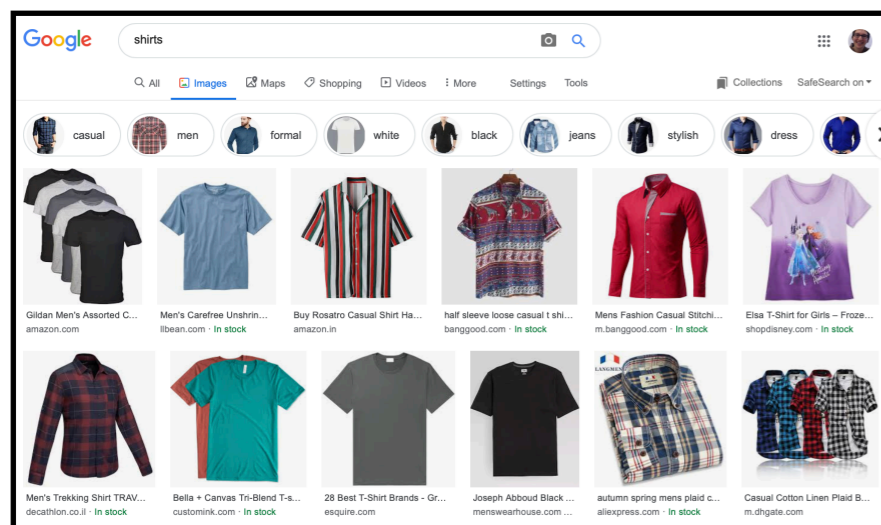 Google
shirts
All Images Maps Shopping Videos More Settings Tools Collections SafeSearch on
casual men formal white black jeans stylish dress
Gildan Men's Assorted C... Men's Carefree Unshrin... Buy Rosatro Casual Shirt Ha... half sleeve loose casual t shi... Mens Fashion Casual Stitchi... Elsa T-Shirt for Girls – Froze...
amazon.com llbean.com · In stock amazon.in banggood.com · In stock m.banggood.com · In stock shopdisney.com · In stock
LANGMEN
Men's Trekking Shirt TRAV... Bella + Canvas Tri-Blend T-s... 28 Best T-Shirt Brands - Gr... Joseph Abboud Black ... autumn spring mens plaid c... Casual Cotton Linen Plaid B...
decathlon.co.il · In stock customink.com · In stock esquire.com menswearhouse.com ... aliexpress.com · In stock m.dhgate.com